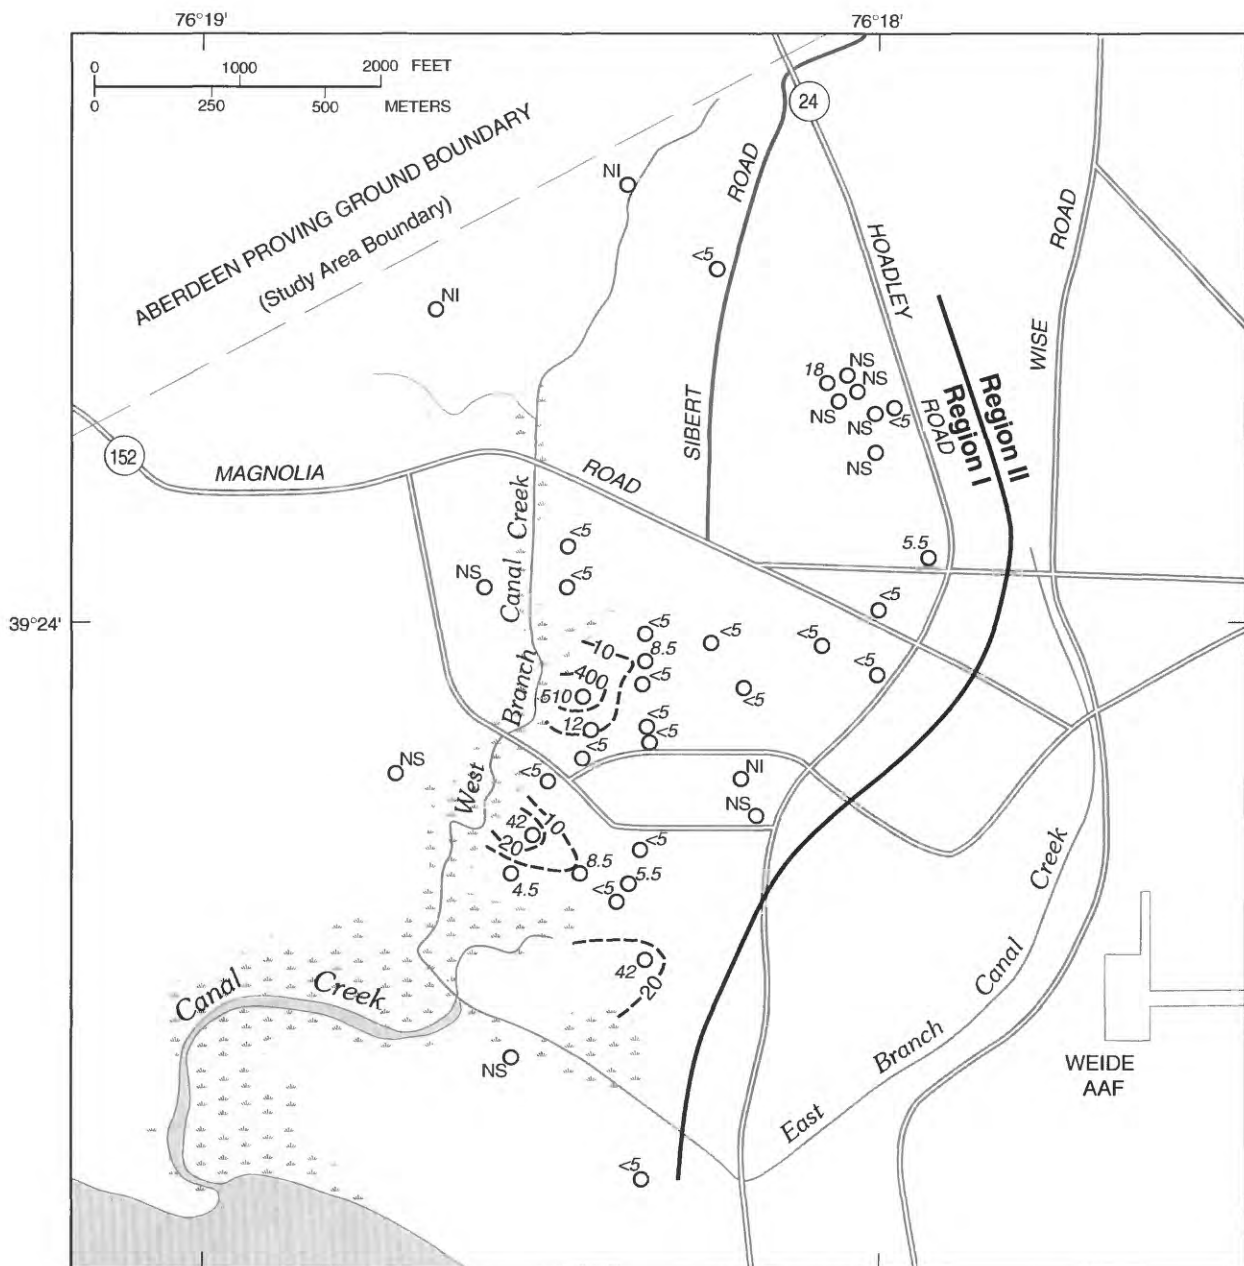 76°19'
76°18'
0 1000 2000 FEET
0 250 500 METERS
24
ABERDEEN PROVING GROUND BOUNDARY
(Study Area Boundary)
NI
ROAD
<5
HOADLEY
ROAD
NI
WISE
NS
18
NS
NS
NS
<5
ROAD
Region II
Region I
SIBERT
NS
152
MAGNOLIA
ROAD
Canal Creek
<5
5.5
NS
<5
<5
39°24'
<5
<5
<5
10
8.5
<5
400
<5
510
<5
Branch
12
<5
<5
<5
NS
<5
NI
West
NS
10
42
20
<5
8.5
Creek
4.5
5.5
<5
Canal
42
20
Canal
Creek
Branch
WEIDE
AAF
NS
East
<5